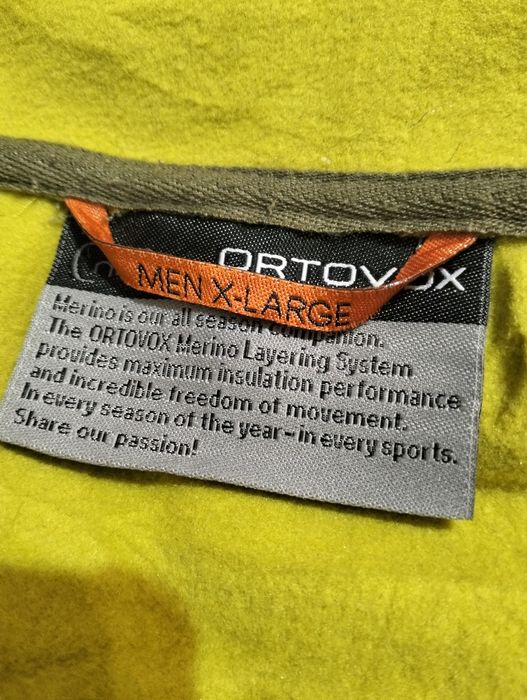 ORTOVOX
MEN X-LARGE
Merino is our all season companion.
The ORTOVOX Merino Layering System
provides maximum insulation performance
and incredible freedom of movement.
In every season of the year–in every sports.
Share our passion!